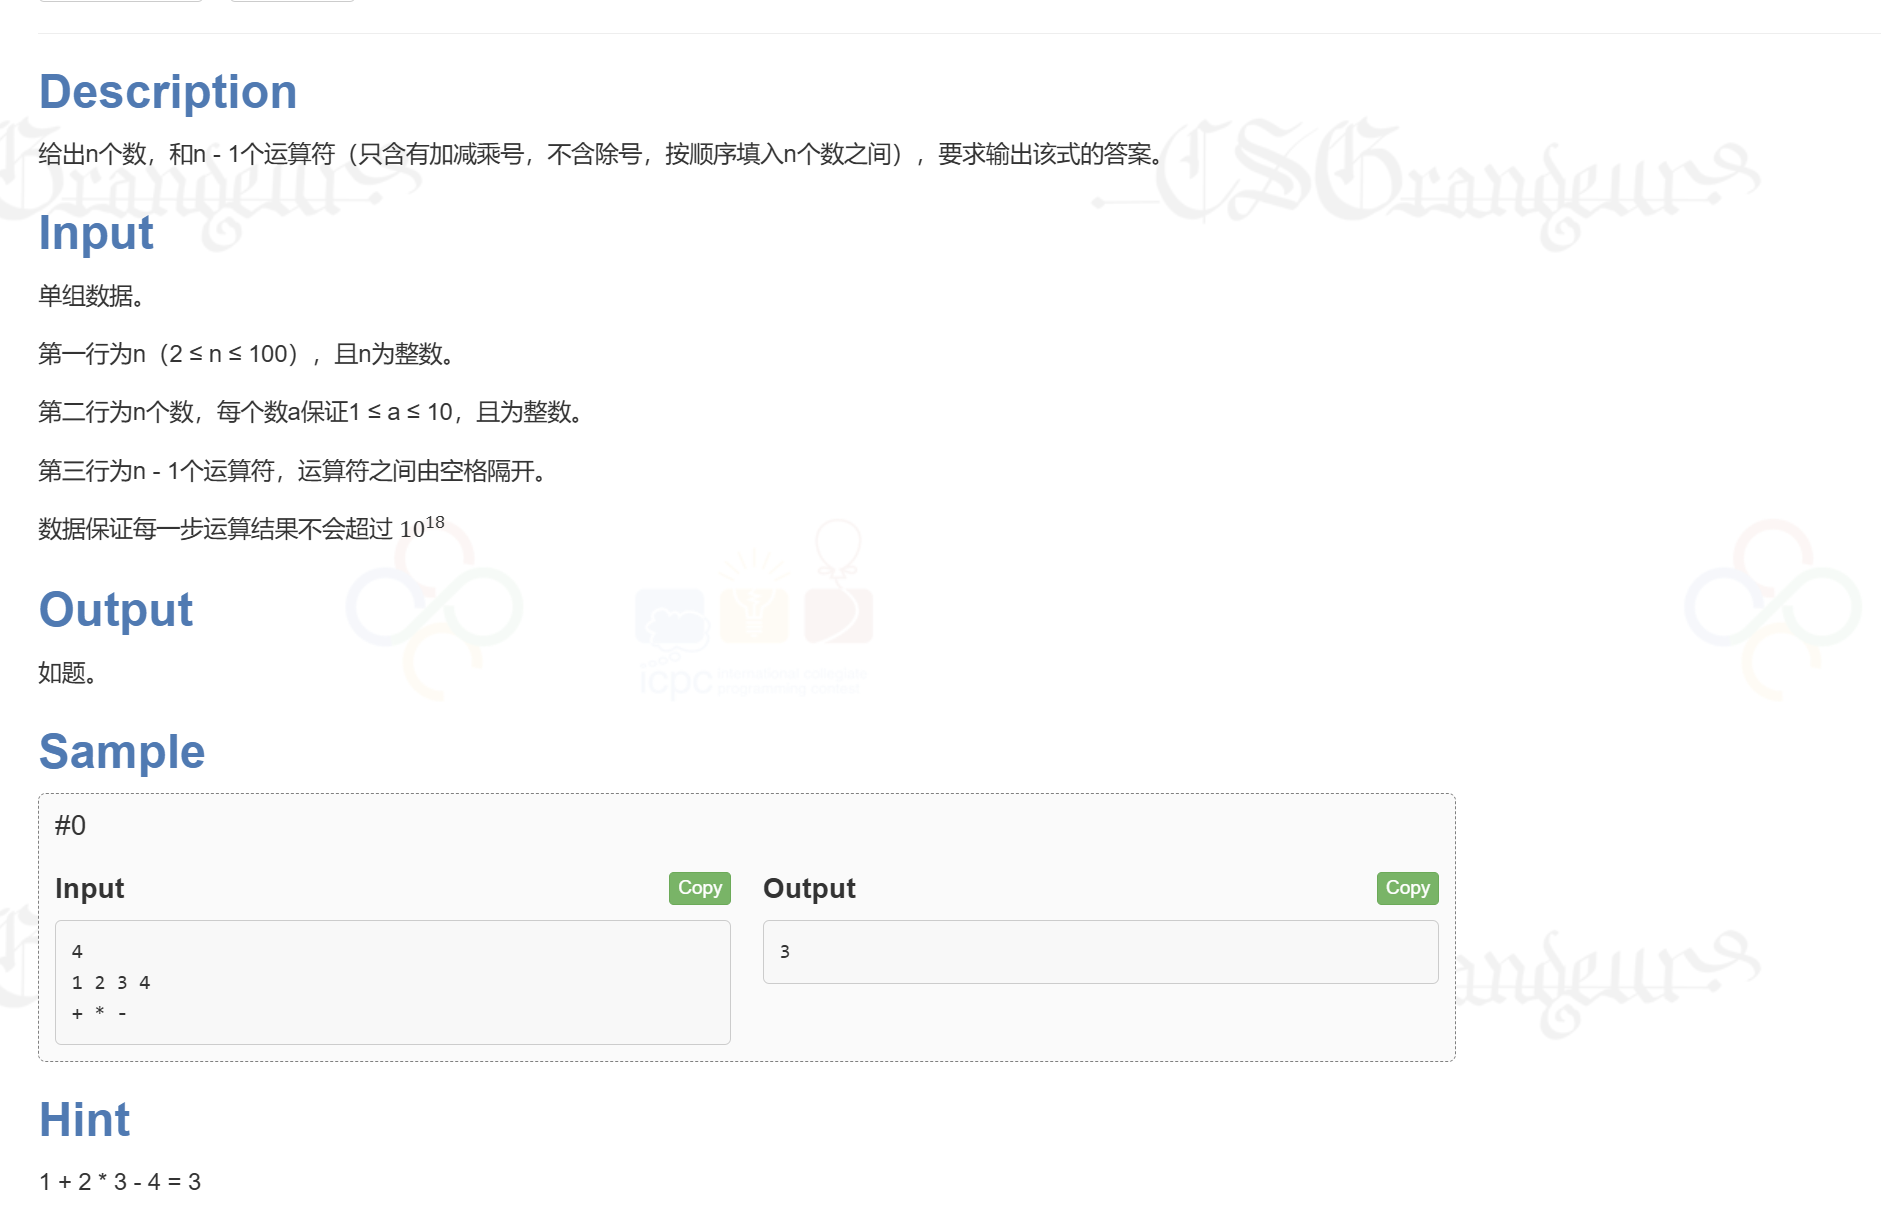 Description
给出n个数，和n - 1个运算符（只含有加减乘号，不含除号，按顺序填入n个数之间），要求输出该式的答案。
Input
单组数据。
第一行为n（2 ≤ n ≤ 100），且n为整数。
第二行为n个数，每个数a保证1 ≤ a ≤ 10，且为整数。
第三行为n - 1个运算符，运算符之间由空格隔开。
数据保证每一步运算结果不会超过 10^18
Output
如题。
Sample
#0
Input
Copy
4
1 2 3 4
+ * -
Output
Copy
3
Hint
1 + 2 * 3 - 4 = 3
CSGrandeur
icpc international collegiate
programming contest